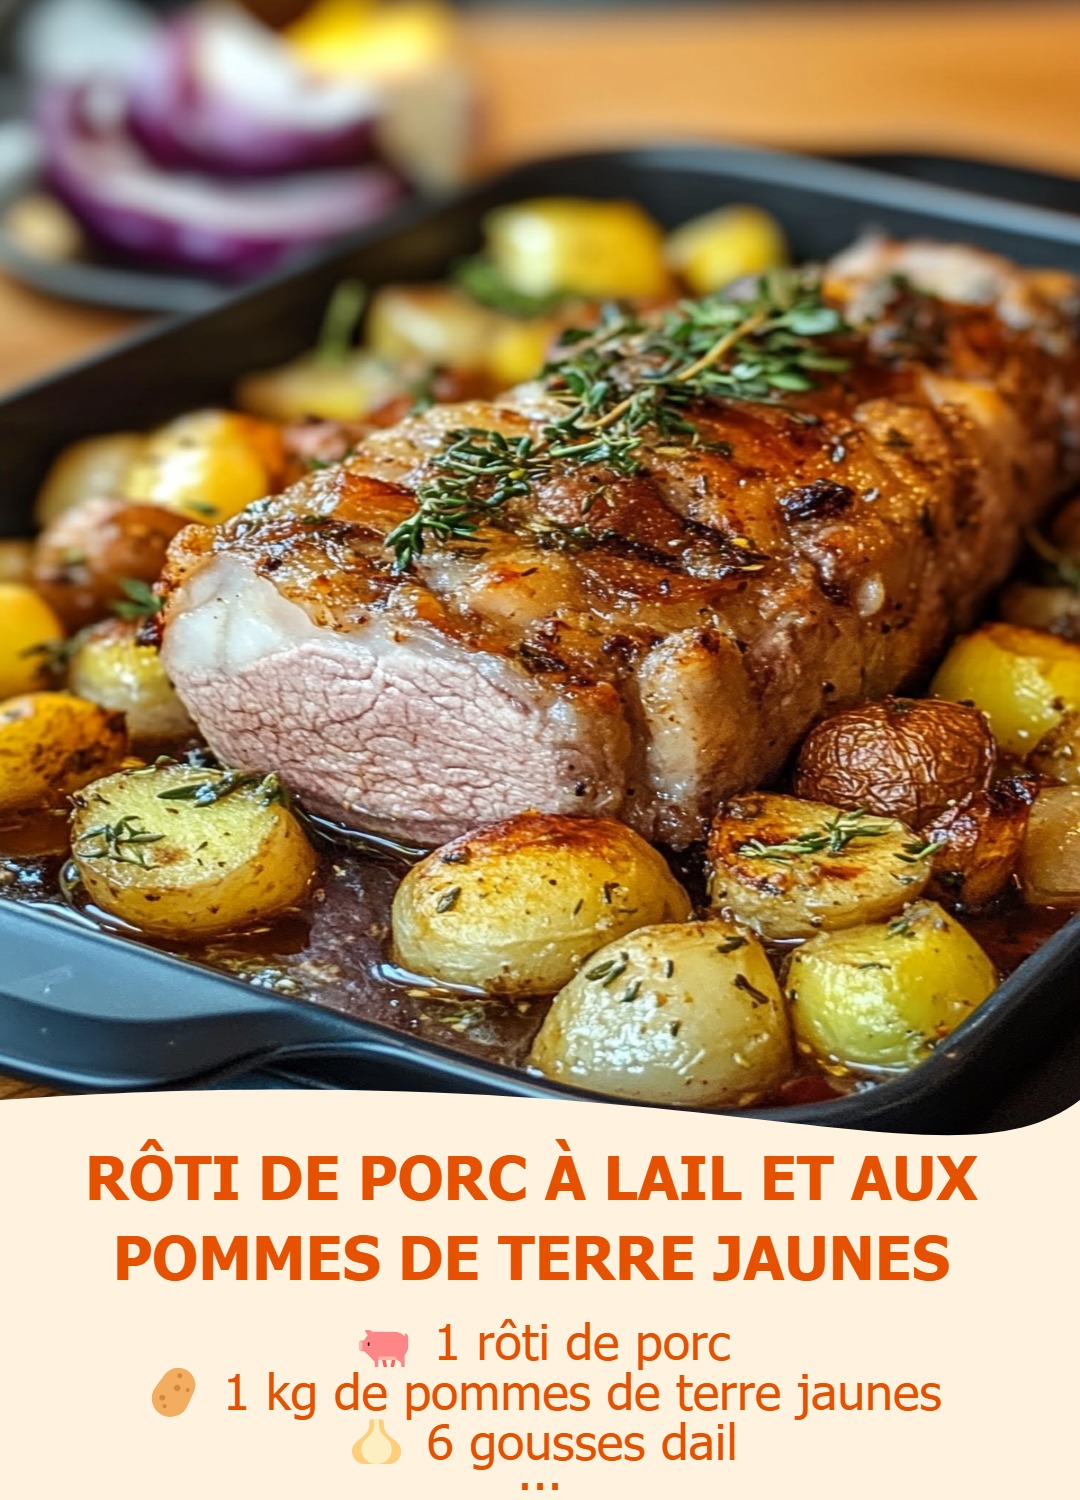 RÔTI DE PORC À LAIL ET AUX
POMMES DE TERRE JAUNES
1 rôti de porc
1 kg de pommes de terre jaunes
6 gousses dail
...